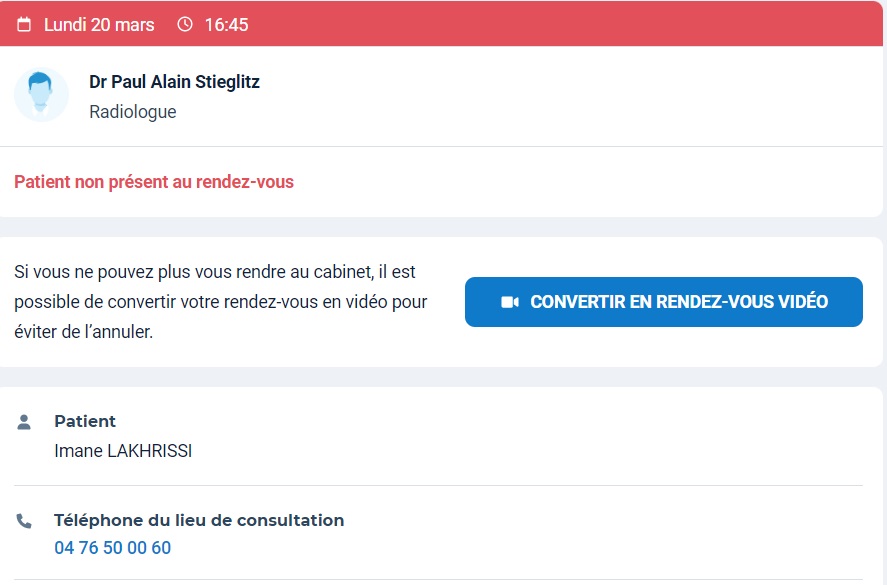 Lundi 20 mars 16:45
Dr Paul Alain Stieglitz
Radiologue
Patient non présent au rendez-vous
Si vous ne pouvez plus vous rendre au cabinet, il est
possible de convertir votre rendez-vous en vidéo pour
éviter de l’annuler.
CONVERTIR EN RENDEZ-VOUS VIDÉO
Patient
Imane LAKHRISSI
Téléphone du lieu de consultation
04 76 50 00 60